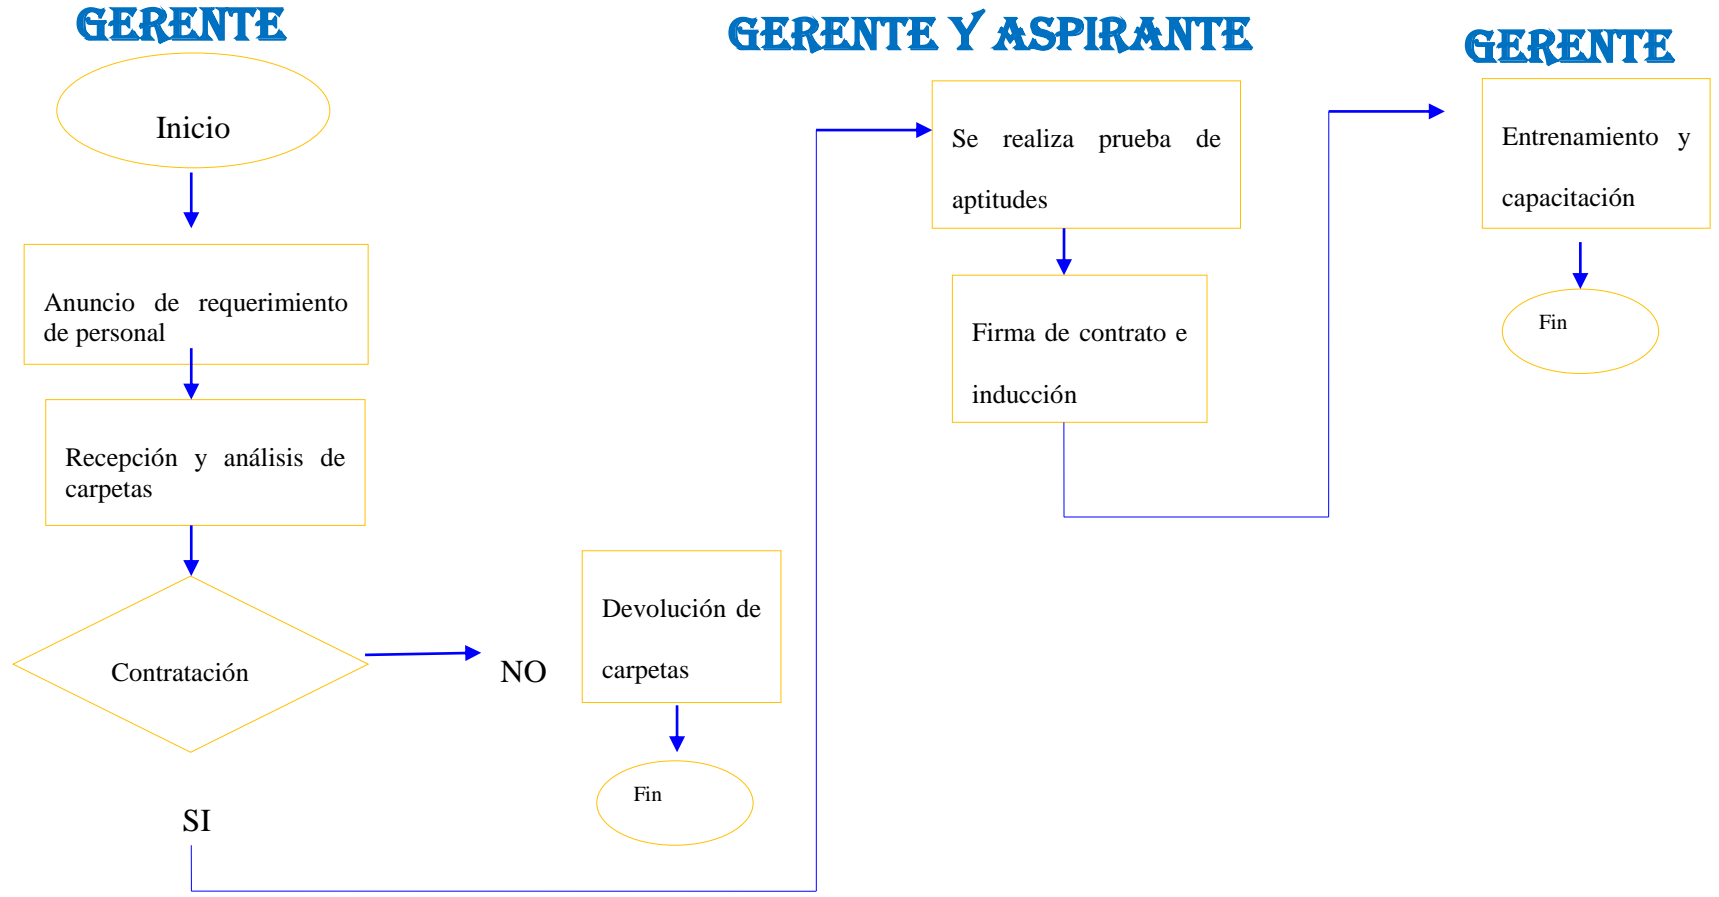 GERENTE
Inicio
Anuncio de requerimiento
de personal
Recepción y análisis de
carpetas
Contratación
NO
SI
Devolución de
carpetas
Fin
GERENTE Y ASPIRANTE
Se realiza prueba de
aptitudes
Firma de contrato e
inducción
GERENTE
Entrenamiento y
capacitación
Fin